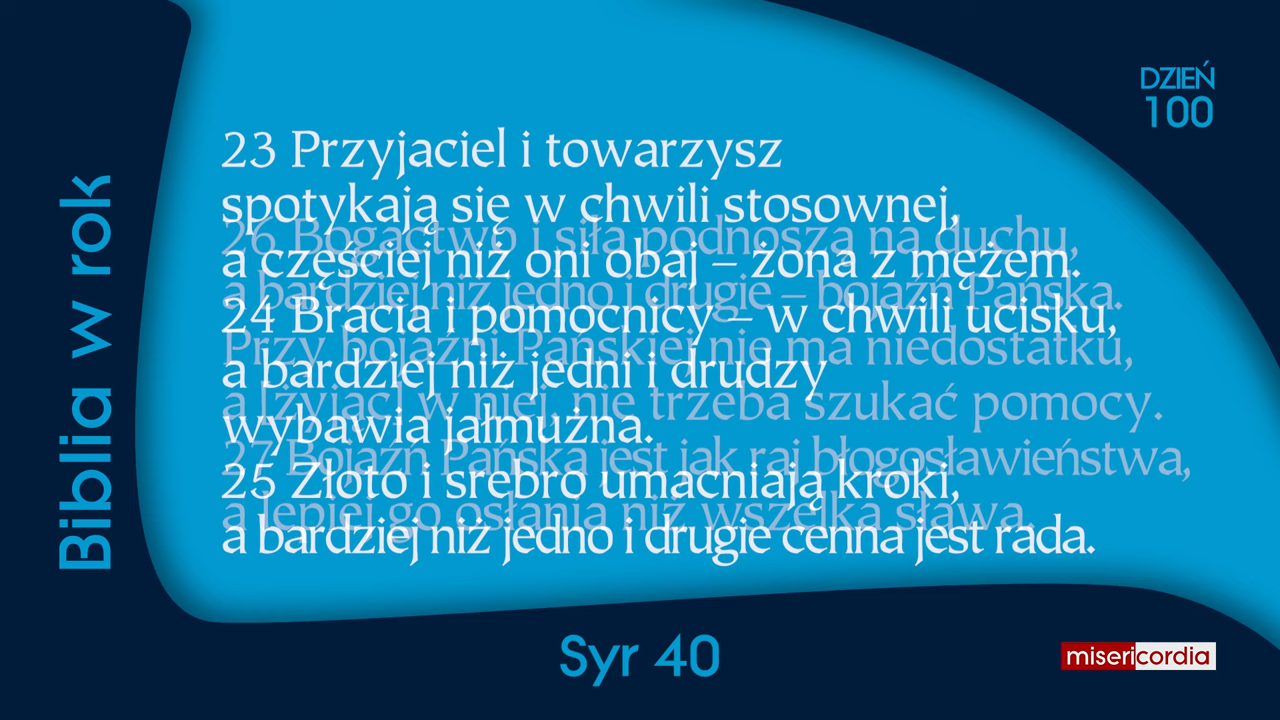 DZIEŃ
100
Biblia w rok
23 Przyjaciel i towarzysz
spotykają się w chwili stosownej,
a częściej niż oni obaj – żona z mężem.
24 Bracia i pomocnicy – w chwili ucisku,
a bardziej niż jedni i drudzy
wybawia jałmużna.
25 Złoto i srebro umacniają kroki,
a bardziej niż jedno i drugie cenna jest rada.
26 Bogactwo i siła podnoszą na duchu,
a bardziej niż jedno i drugie – bojaźń Pańska.
Przy bojaźni Pańskiej nie ma niedostatku,
a [żyjąc] w niej, nie trzeba szukać pomocy.
27 Bojaźń Pańska jest jak raj błogosławieństwa,
a lepiej go osłania niż wszelka sława.
Syr 40
misericordia